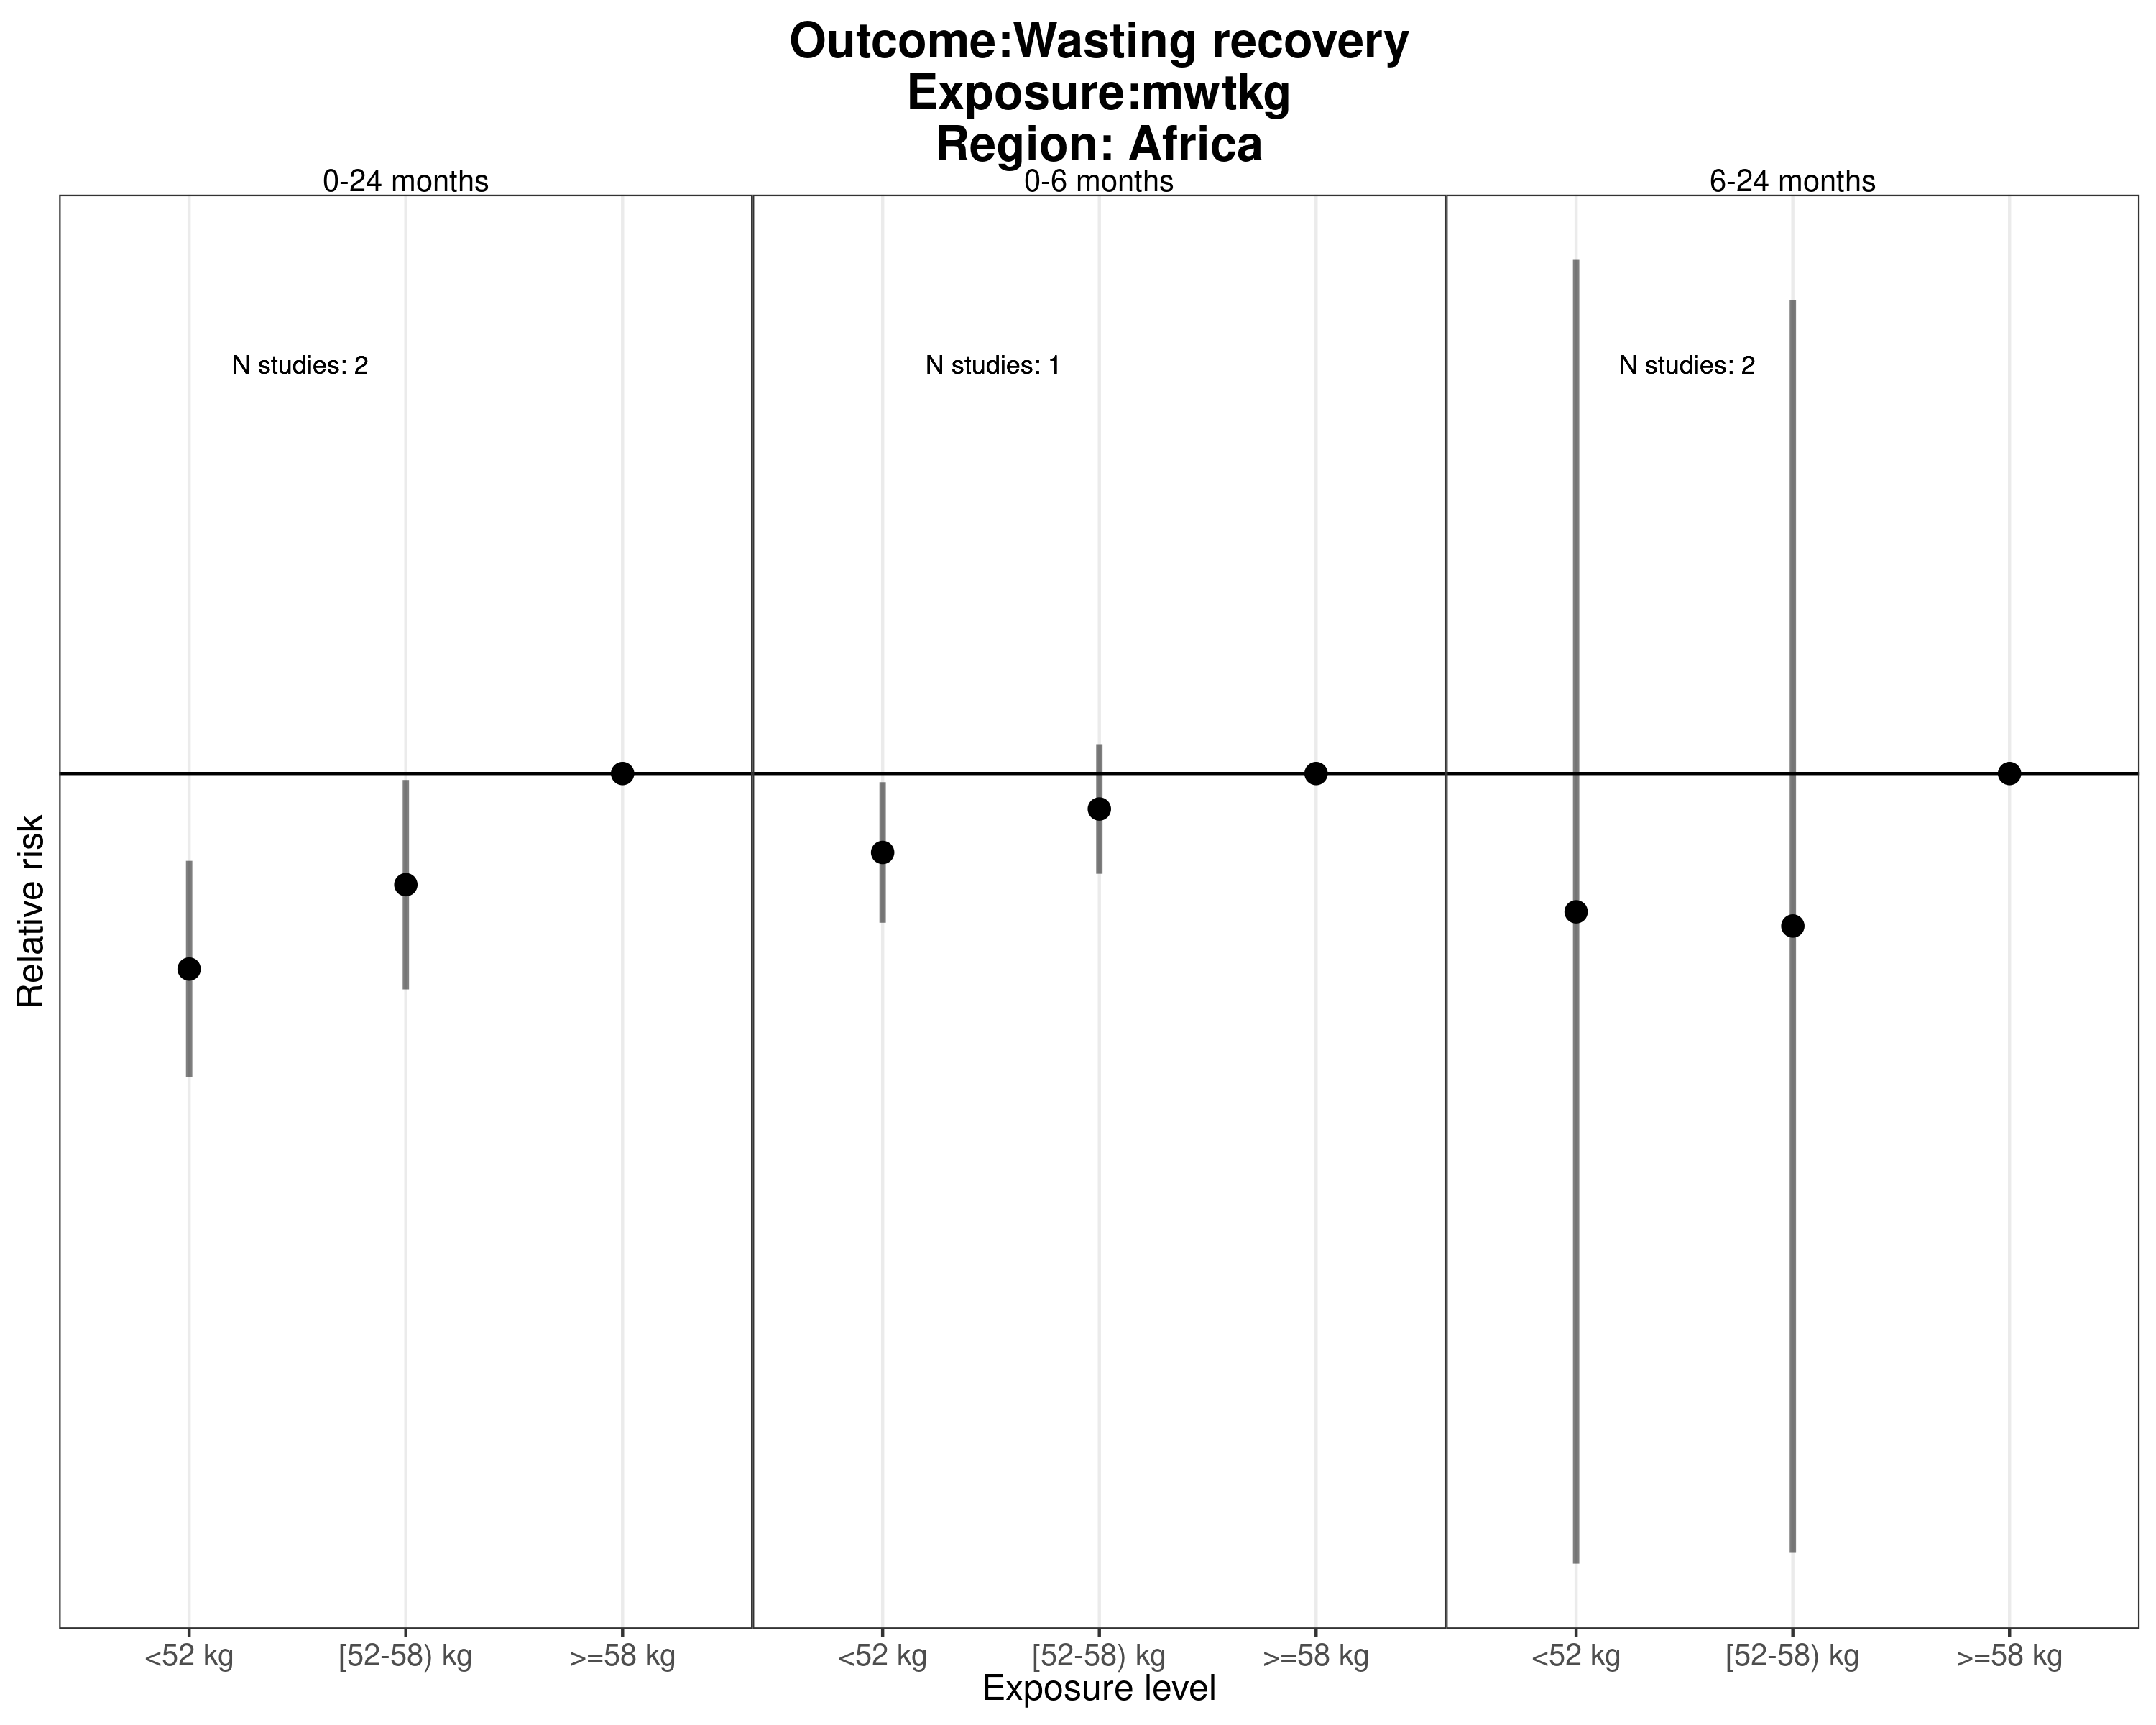 Outcome:Wasting recovery
Exposure:mwtkg
Region: Africa
0-24 months
0-6 months
6-24 months
N studies: 2
N studies: 1
N studies: 2
Relative risk
<52 kg
[52-58) kg
>=58 kg
<52 kg
[52-58) kg
>=58 kg
<52 kg
[52-58) kg
>=58 kg
Exposure level